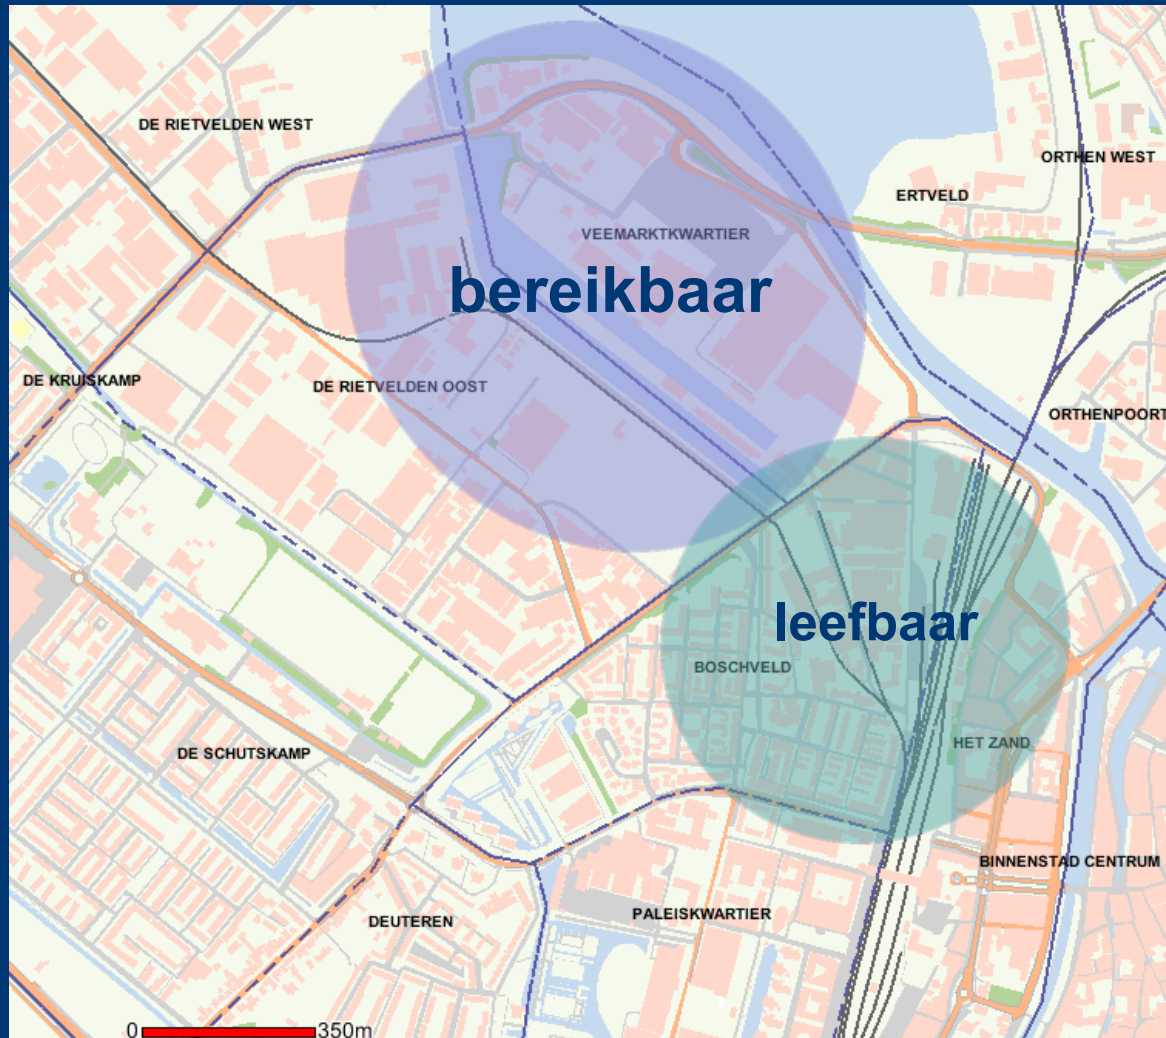 DE RIETVELDEN WEST
ORTHEN WEST
ERTVELD
VEEMARKTKWARTIER
bereikbaar
DE KRUISKAMP
DE RIETVELDEN OOST
ORTHENPOORT
leefbaar
BOSCHVELD
HET ZAND
DE SCHUTSKAMP
BINNENSTAD CENTRUM
PALEISKWARTIER
DEUTEREN
0 350m